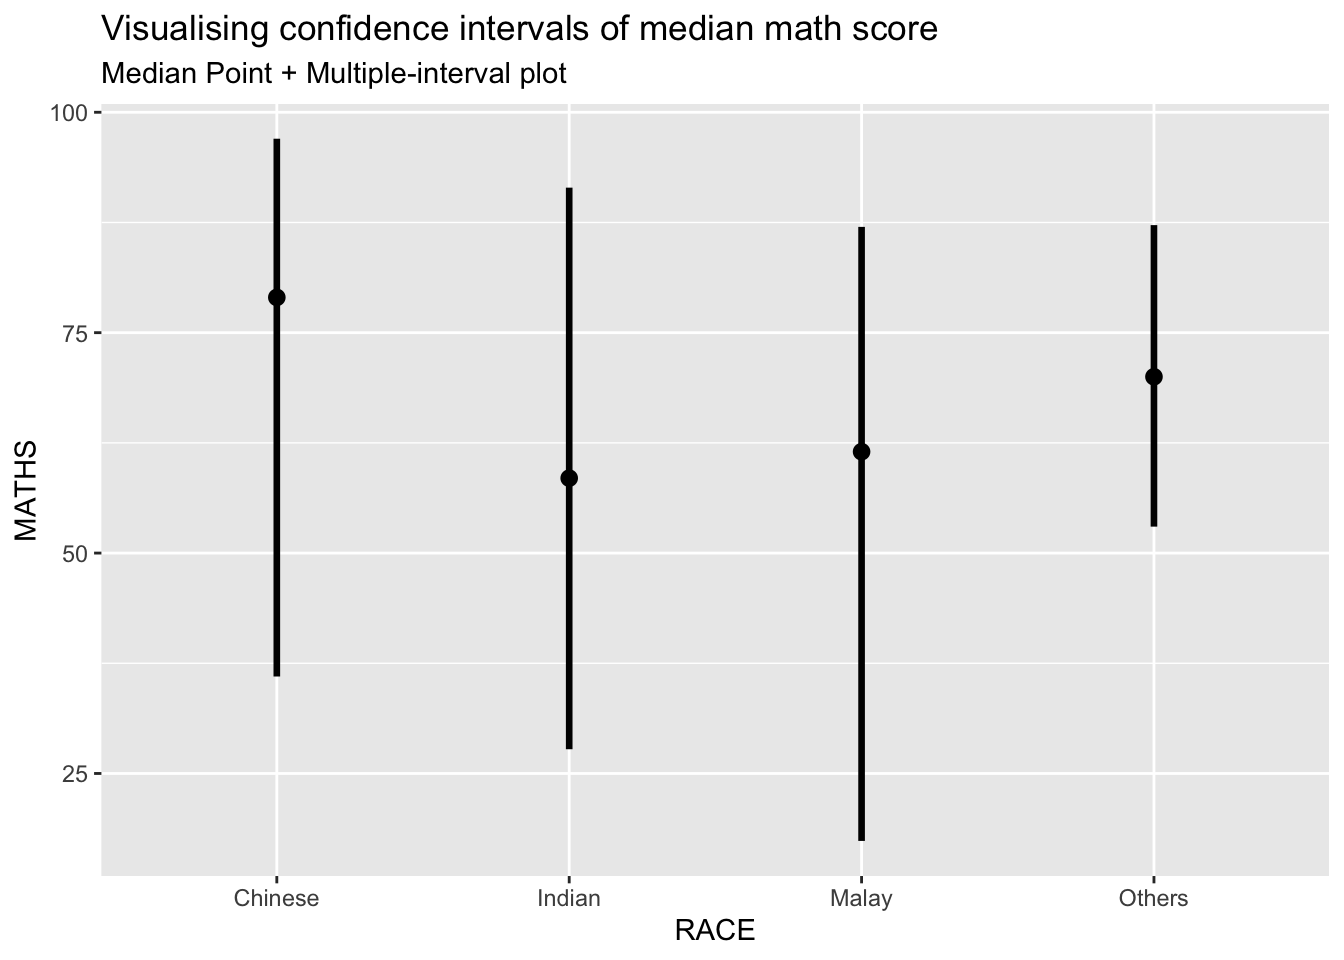 Visualising confidence intervals of median math score
Median Point + Multiple-interval plot
100
75
50
25
MATHS
Chinese Indian Malay Others
RACE